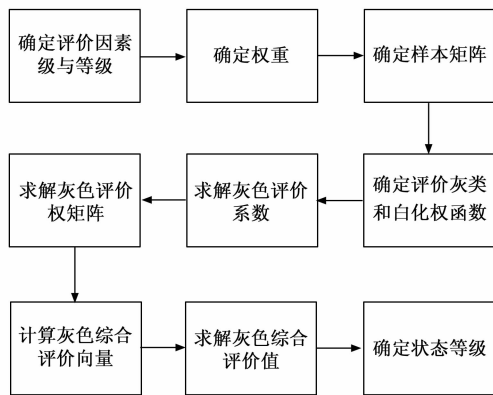 确定评价因素
级与等级
确定权重
确定样本矩阵
确定评价灰类
和白化权函数
求解灰色评价
系数
求解灰色评价
权矩阵
计算灰色综合
评价向量
求解灰色综合
评价值
确定状态等级